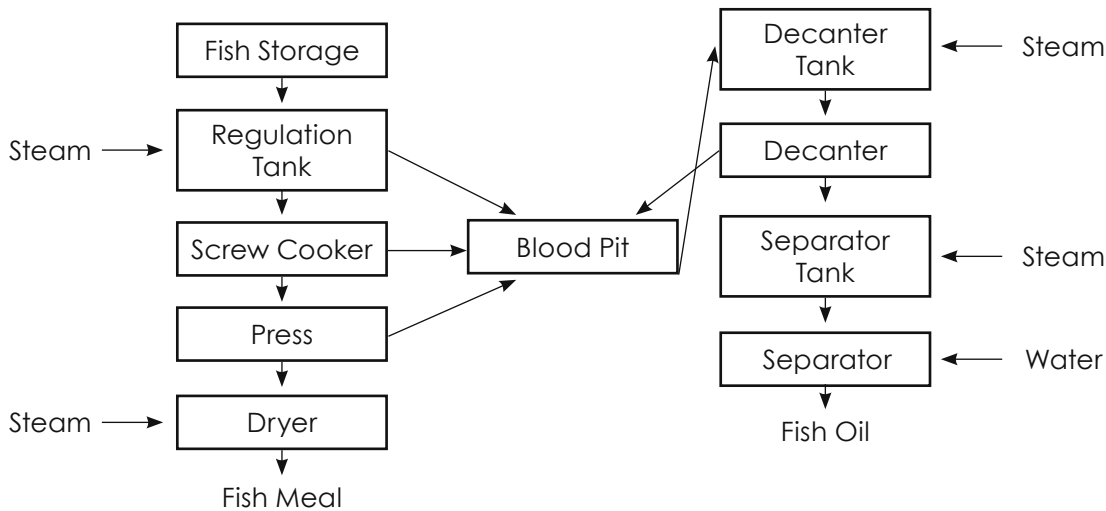 Fish Storage
Steam
Regulation
Tank
Screw Cooker
Press
Steam
Dryer
Fish Meal
Blood Pit
Decanter
Tank
Steam
Decanter
Separator
Tank
Steam
Separator
Water
Fish Oil